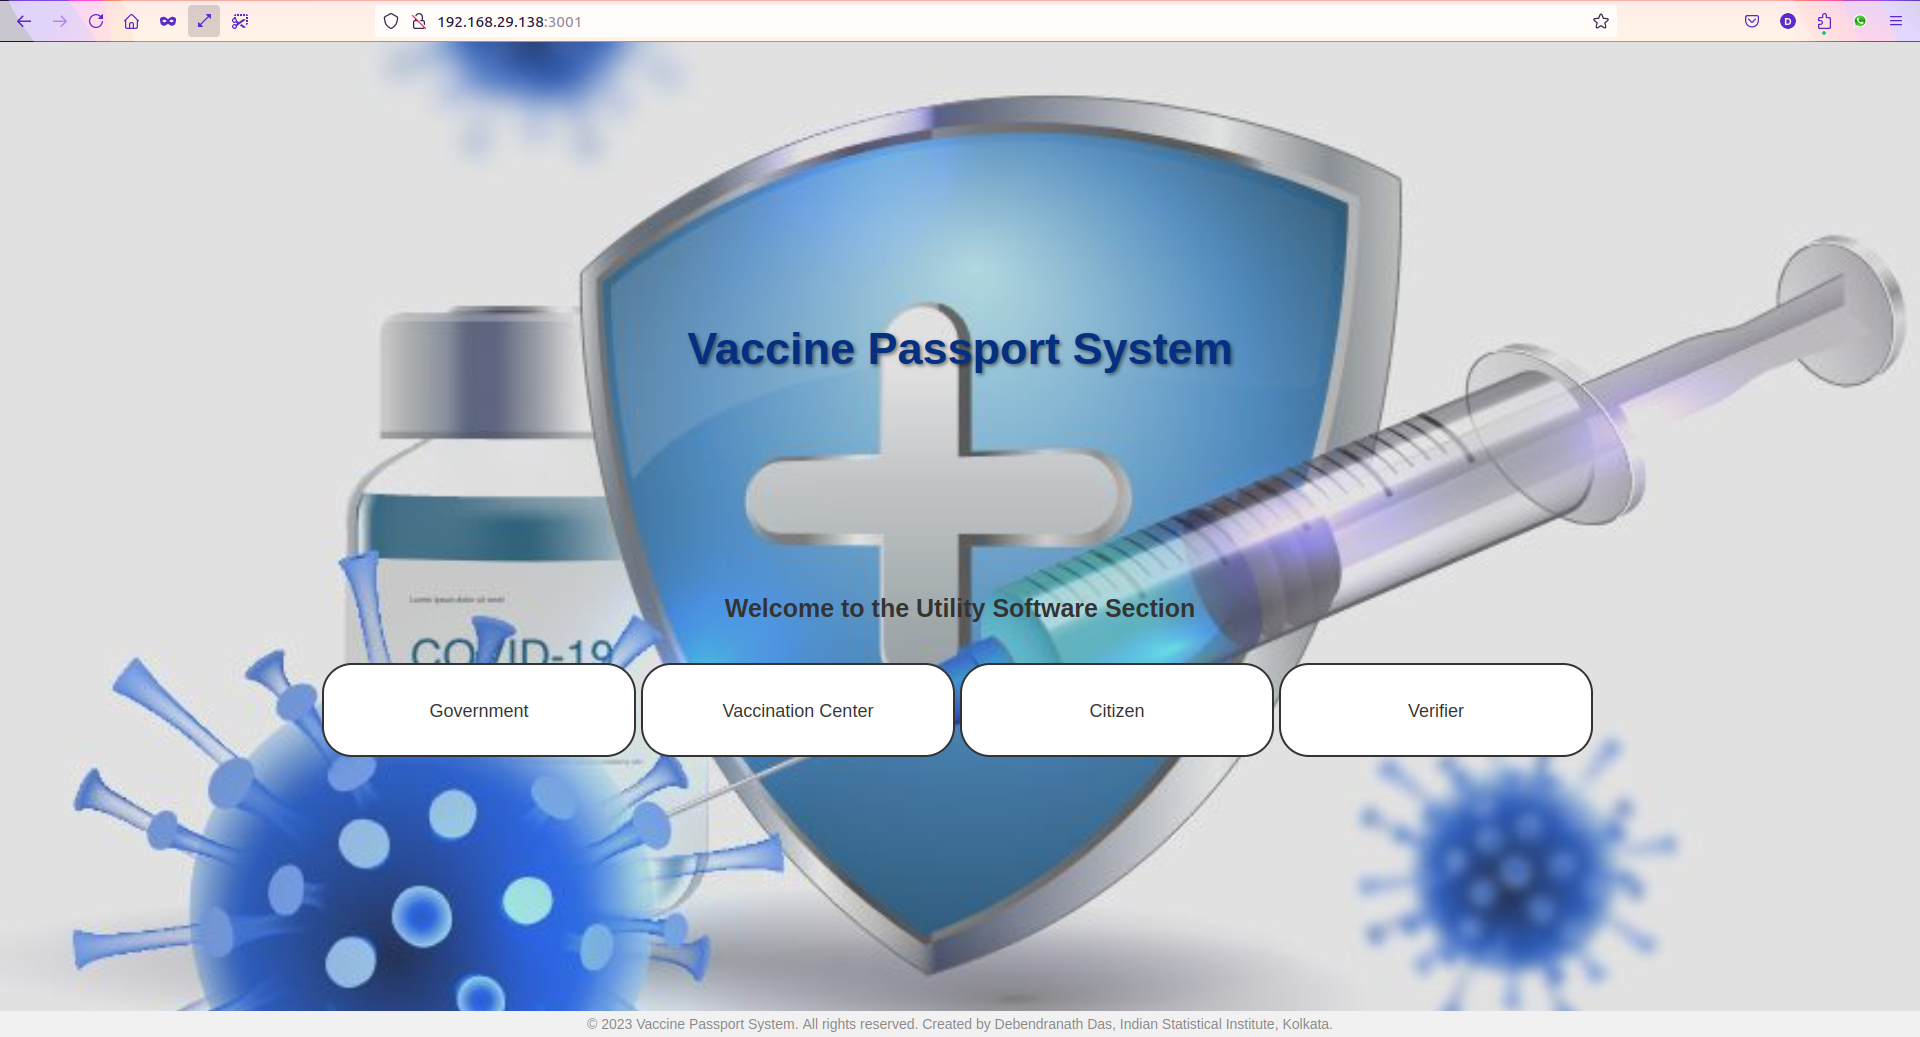 192.168.29.138:3001
D
Vaccine Passport System
Lorem ipsum dolor sit amet
COVID-19
Welcome to the Utility Software Section
Government
Vaccination Center
Citizen
Verifier
© 2023 Vaccine Passport System. All rights reserved. Created by Debendranath Das, Indian Statistical Institute, Kolkata.